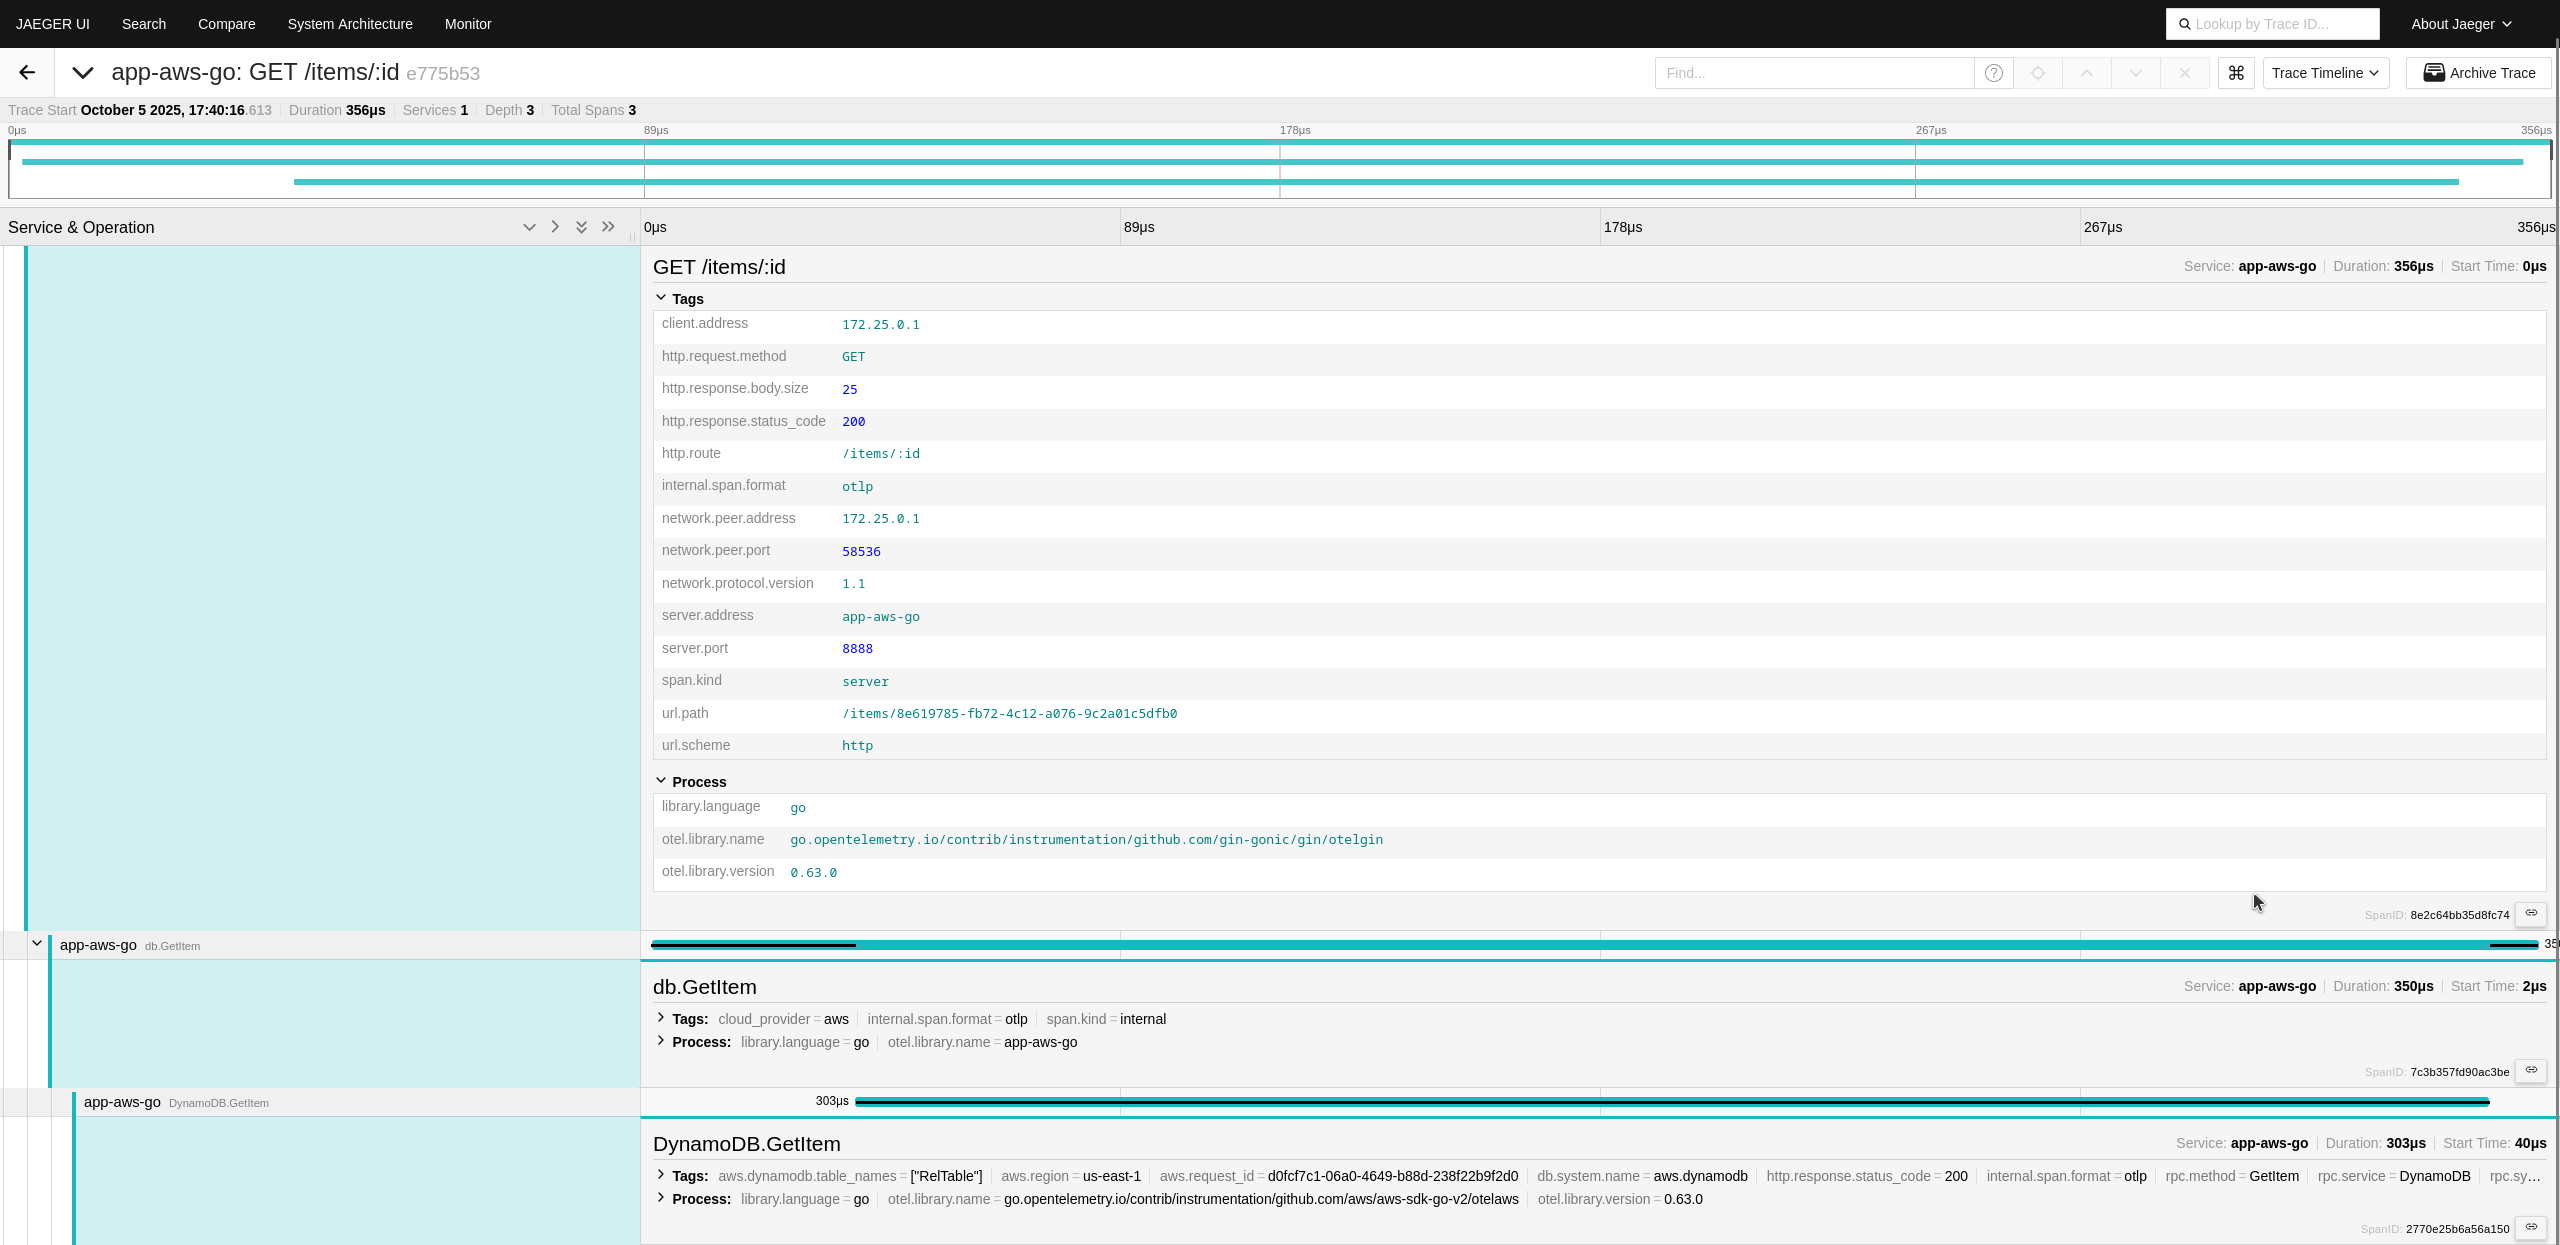 JAEGER UI Search Compare System Architecture Monitor Lookup by Trace ID... About Jaeger
app-aws-go: GET /items/:id e775b53 Find... Trace Timeline Archive Trace
Trace Start October 5 2025, 17:40:16.613 Duration 356μs Services 1 Depth 3 Total Spans 3
0μs 89μs 178μs 267μs 356μs
Service & Operation 0μs 89μs 178μs 267μs 356μs
GET /items/:id Service: app-aws-go Duration: 356μs Start Time: 0μs
Tags
client.address 172.25.0.1
http.request.method GET
http.response.body.size 25
http.response.status_code 200
http.route /items/:id
internal.span.format otlp
network.peer.address 172.25.0.1
network.peer.port 58536
network.protocol.version 1.1
server.address app-aws-go
server.port 8888
span.kind server
url.path /items/8e619785-fb72-4c12-a076-9c2a01c5dfb0
url.scheme http
Process
library.language go
otel.library.name go.opentelemetry.io/contrib/instrumentation/github.com/gin-gonic/gin/otelgin
otel.library.version 0.63.0
SpanID: 8e2c64bb35d8fc74
app-aws-go db.GetItem
db.GetItem Service: app-aws-go Duration: 350μs Start Time: 2μs
Tags: cloud_provider = aws internal.span.format = otlp span.kind = internal
Process: library.language = go otel.library.name = app-aws-go
SpanID: 7c3b357fd90ac3be
app-aws-go DynamoDB.GetItem 303μs
DynamoDB.GetItem Service: app-aws-go Duration: 303μs Start Time: 40μs
Tags: aws.dynamodb.table_names = ["RelTable"] aws.region = us-east-1 aws.request_id = d0fcf7c1-06a0-4649-b88d-238f22b9f2d0 db.system.name = aws.dynamodb http.response.status_code = 200 internal.span.format = otlp rpc.method = GetItem rpc.service = DynamoDB rpc.sy...
Process: library.language = go otel.library.name = go.opentelemetry.io/contrib/instrumentation/github.com/aws/aws-sdk-go-v2/otelaws otel.library.version = 0.63.0
SpanID: 2770e25b6a56a150